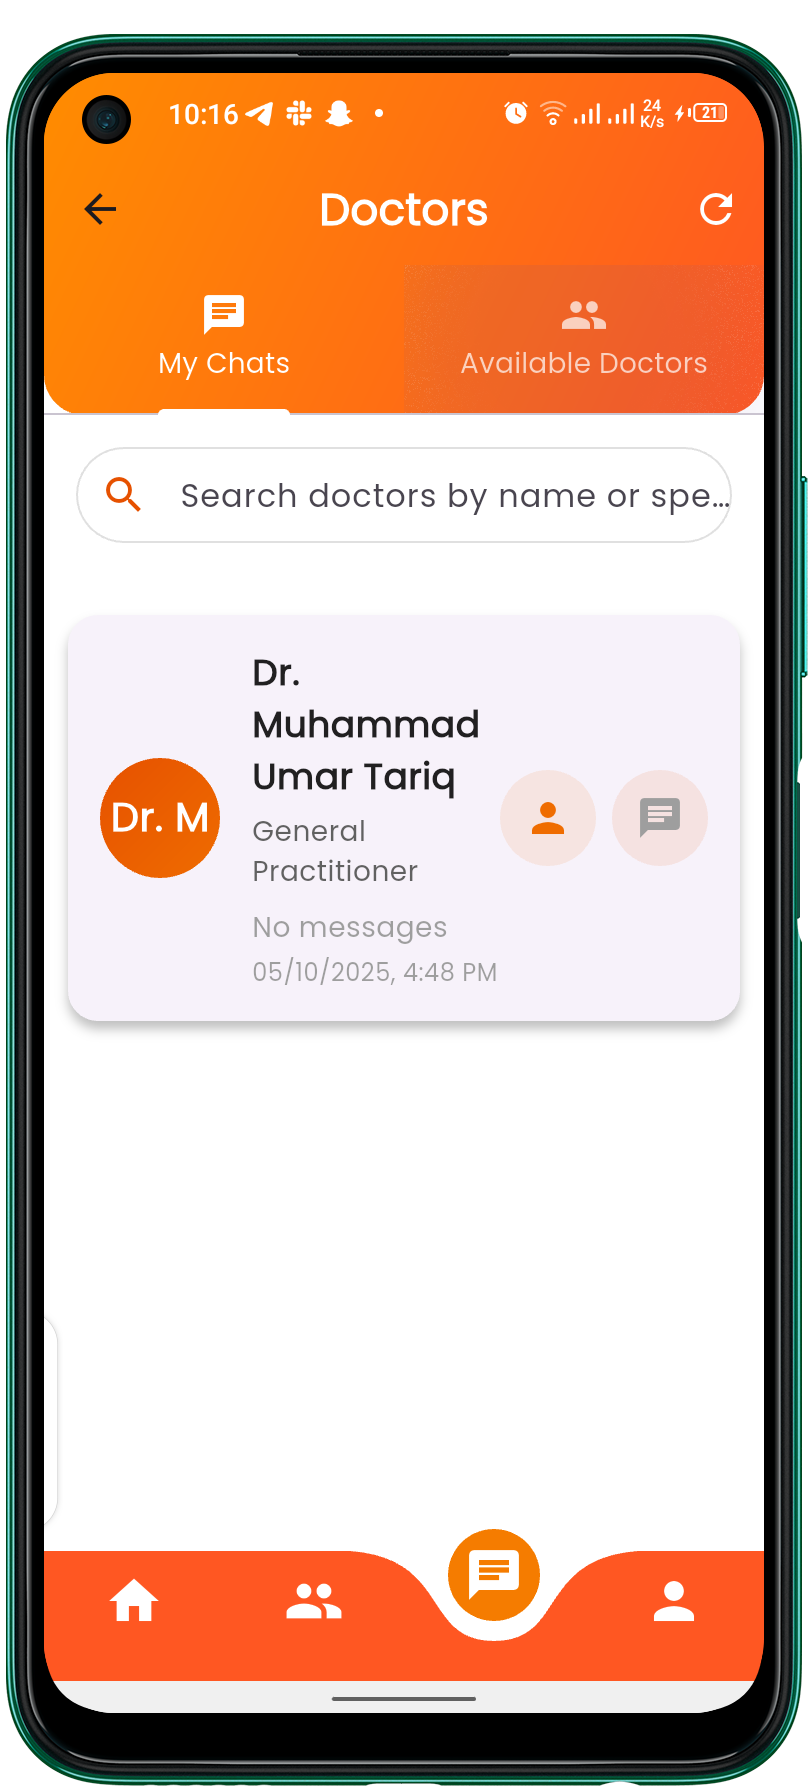 10:16
24
K/s
21
Doctors
My Chats
Available Doctors
Search doctors by name or spe...
Dr.
Muhammad
Umar Tariq
Dr. M
General
Practitioner
No messages
05/10/2025, 4:48 PM